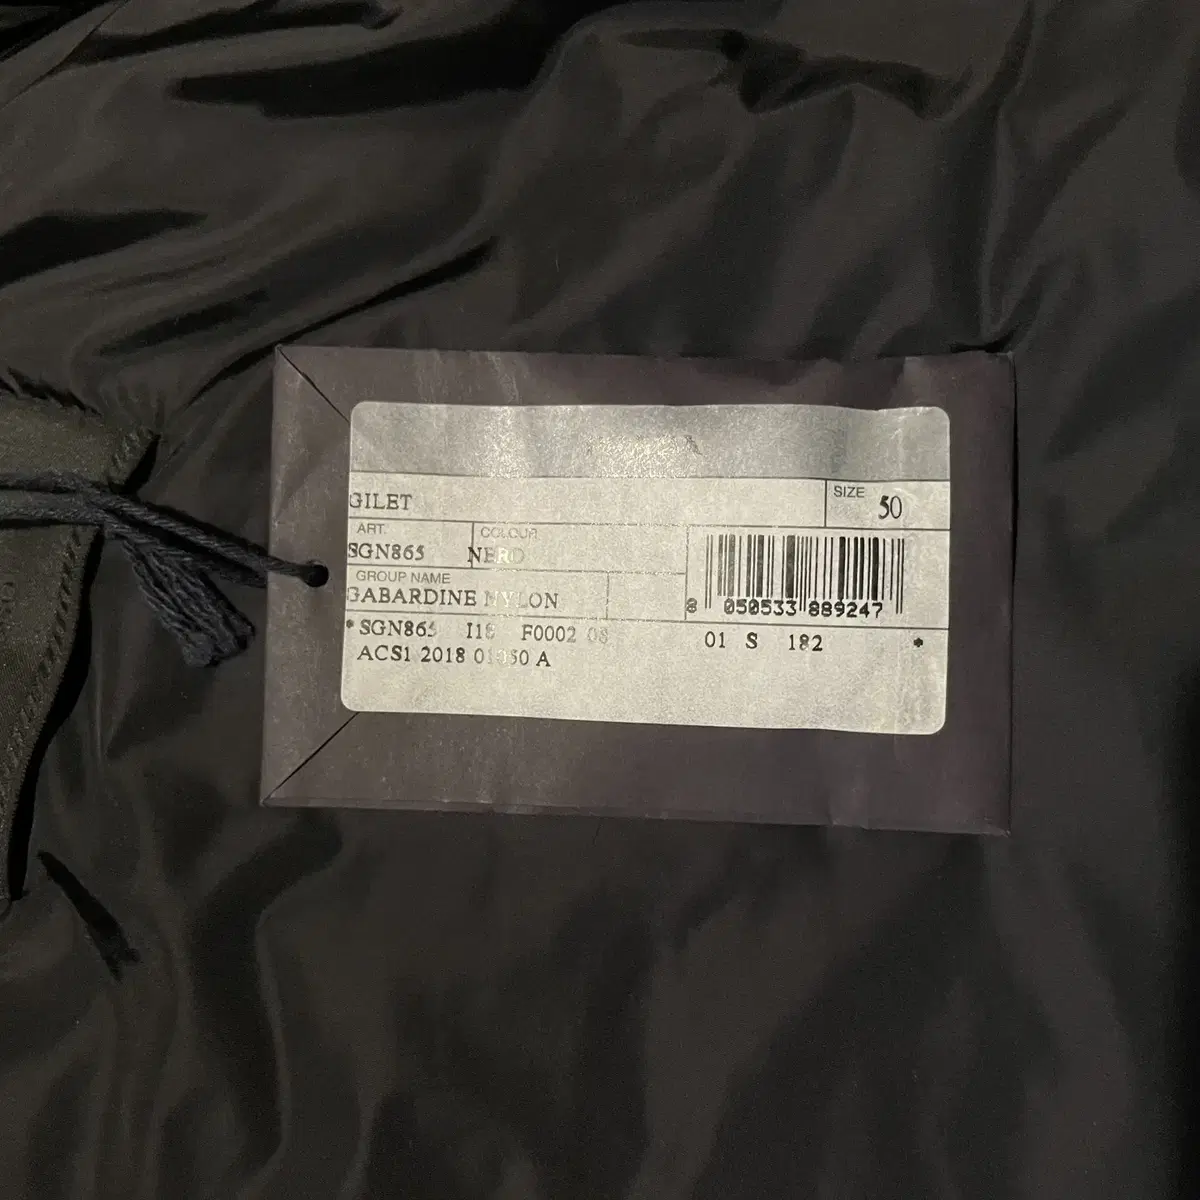 GILET
SIZE 50
ART. COLOUR
SGN865 NERO
GROUP NAME
GABARDINE NYLON
8 050533 889247
*SGN865 I18 F0002 01 S 182 *
ACS1 2018 A